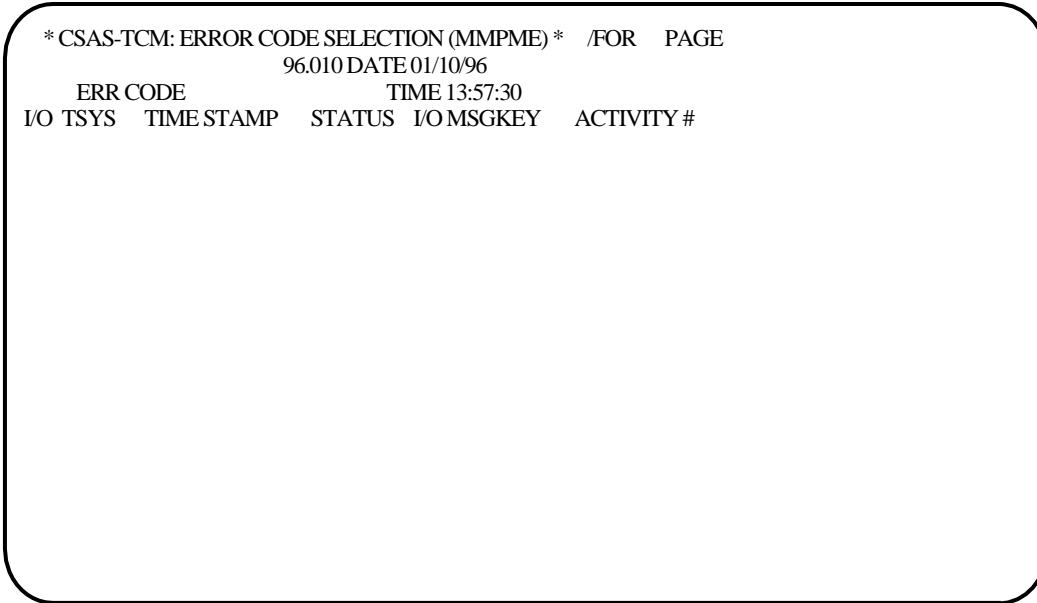 * CSAS-TCM: ERROR CODE SELECTION (MMPME) * /FOR PAGE
96.010 DATE 01/10/96
ERR CODE TIME 13:57:30
I/O TSYS TIME STAMP STATUS I/O MSGKEY ACTIVITY #